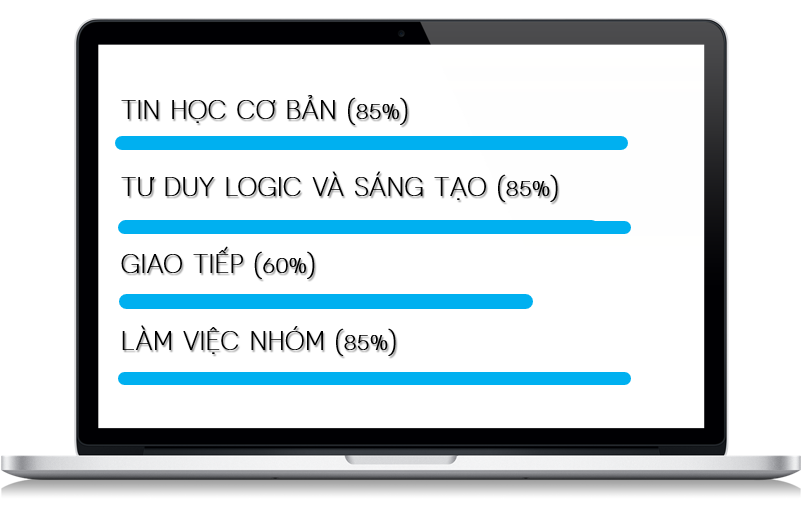 TIN HỌC CƠ BẢN (85%)
TƯ DUY LOGIC VÀ SÁNG TẠO (85%)
GIAO TIẾP (60%)
LÀM VIỆC NHÓM (85%)